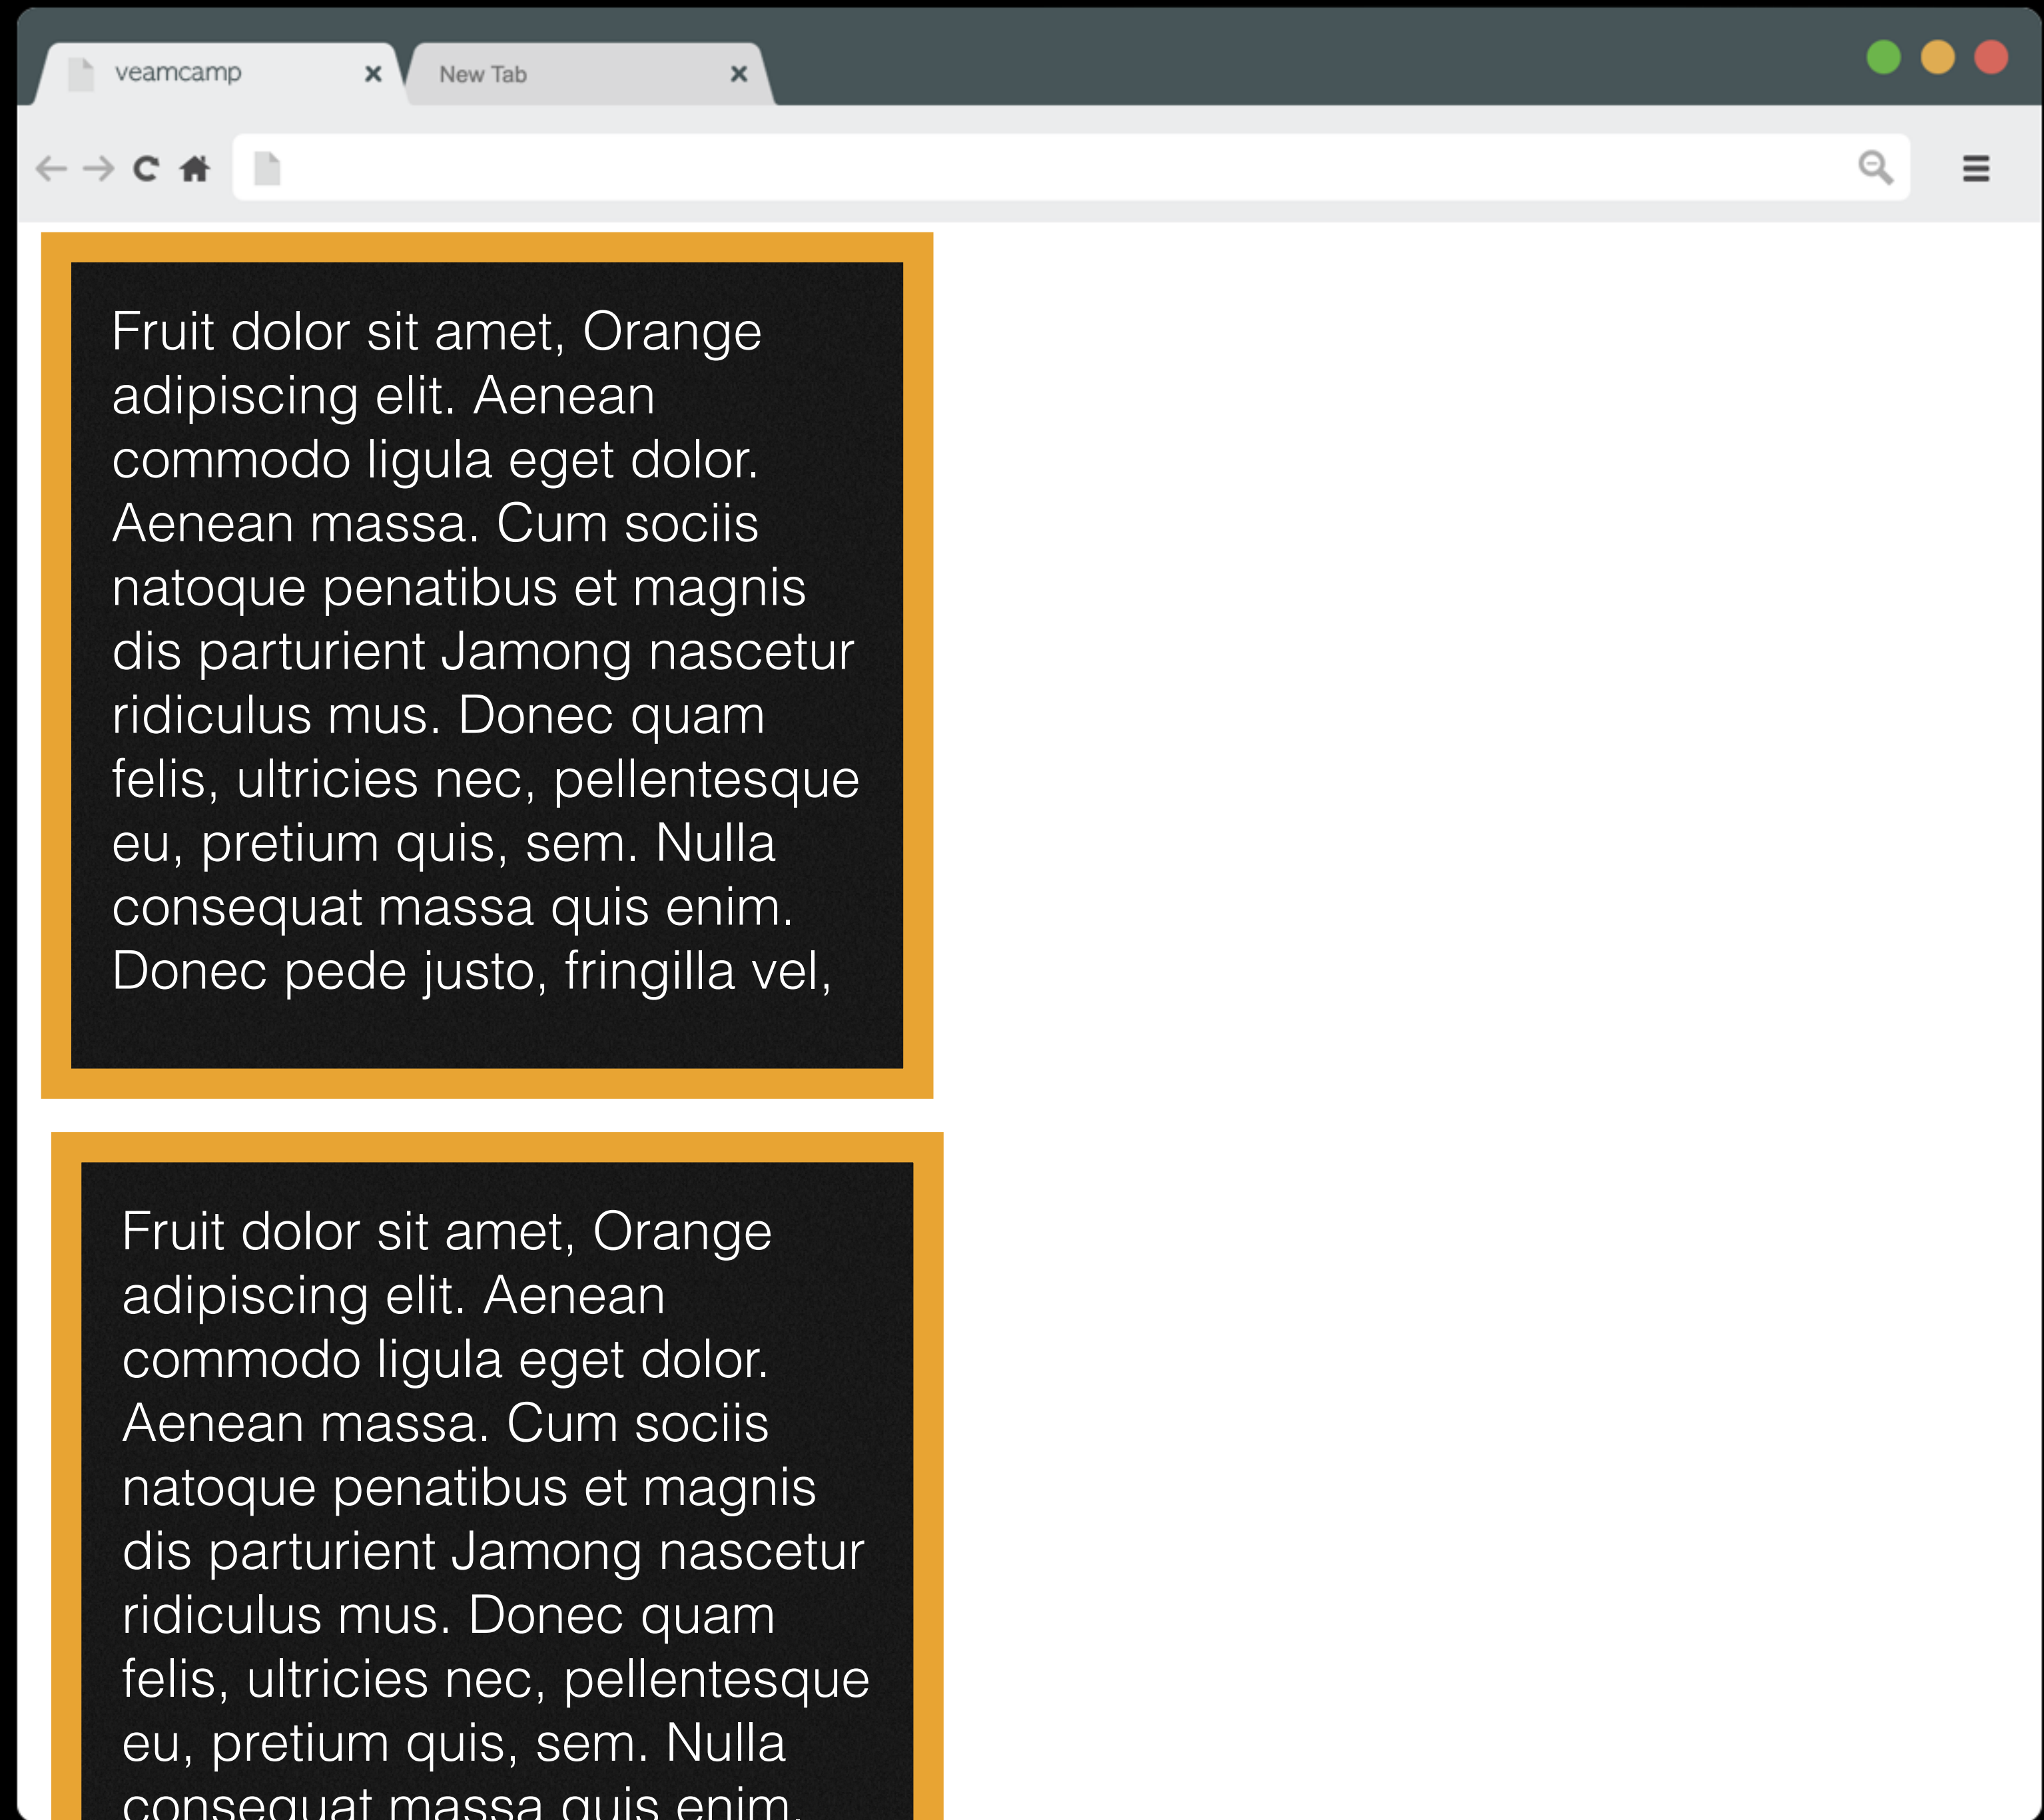 veamcamp
New Tab
Fruit dolor sit amet, Orange
adipiscing elit. Aenean
commodo ligula eget dolor.
Aenean massa. Cum sociis
natoque penatibus et magnis
dis parturient Jamong nascetur
ridiculus mus. Donec quam
felis, ultricies nec, pellentesque
eu, pretium quis, sem. Nulla
consequat massa quis enim.
Donec pede justo, fringilla vel,
Fruit dolor sit amet, Orange
adipiscing elit. Aenean
commodo ligula eget dolor.
Aenean massa. Cum sociis
natoque penatibus et magnis
dis parturient Jamong nascetur
ridiculus mus. Donec quam
felis, ultricies nec, pellentesque
eu, pretium quis, sem. Nulla
consequat massa quis enim.